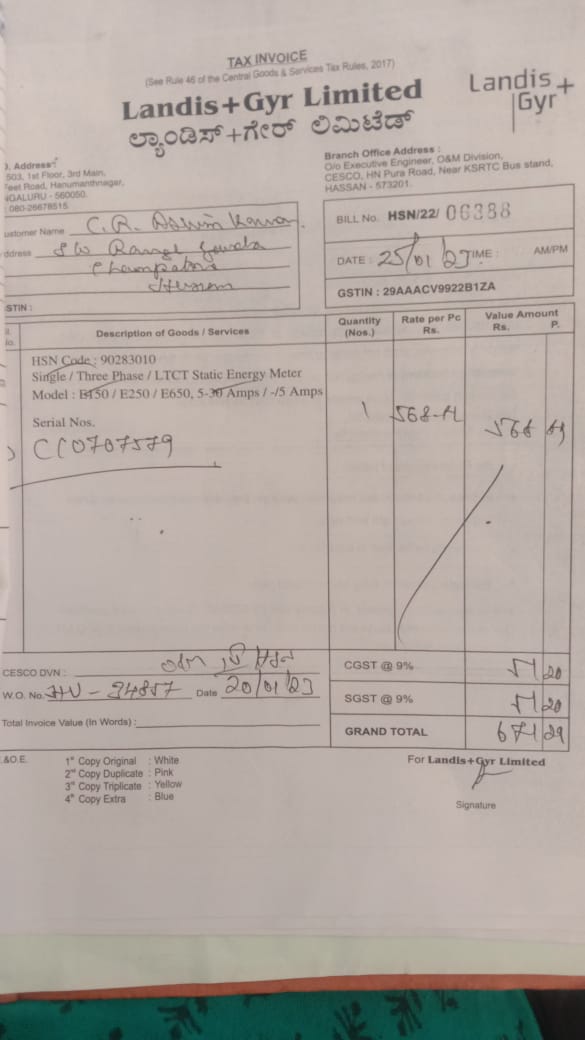 TAX INVOICE
(See Rule 46 of the Central Goods & Services Tax Rules, 2017)
Landis+Gyr Limited
ಲ್ಯಾಂಡಿಸ್+ಗೇರ್ ಲಿಮಿಟೆಡ್
Landis+
Gyr
. Address :
503, 1st Floor, 3rd Main,
Feet Road, Hanumanthnagar,
NGALURU - 560050.
: 080-26678515
Branch Office Address :
O/o Executive Engineer, O&M Division,
CESCO, HN Pura Road, Near KSRTC Bus stand,
HASSAN - 573201.
ustomer Name C.R.
ddress S/o
BILL No. HSN/22/ 06388
DATE : 25/01/23 TIME : AM/PM
GSTIN : 29AAACV9922B1ZA
STIN :
l. No. Description of Goods / Services Quantity (Nos.) Rate per Pc Rs. Value Amount Rs. P.
HSN Code : 90283010
Single / Three Phase / LTCT Static Energy Meter
Model : E150 / E250 / E650, 5-30 Amps / -/5 Amps
Serial Nos.
1 568
568
CC0707579
CESCO DVN :
W.O. No. HU - 34857 Date 20/01/23
Total Invoice Value (In Words) :
CGST @ 9% 51 20
SGST @ 9% 51 20
GRAND TOTAL 671 29
.&O.E.
1st Copy Original : White
2nd Copy Duplicate : Pink
3rd Copy Triplicate : Yellow
4th Copy Extra : Blue
For Landis+Gyr Limited
Signature